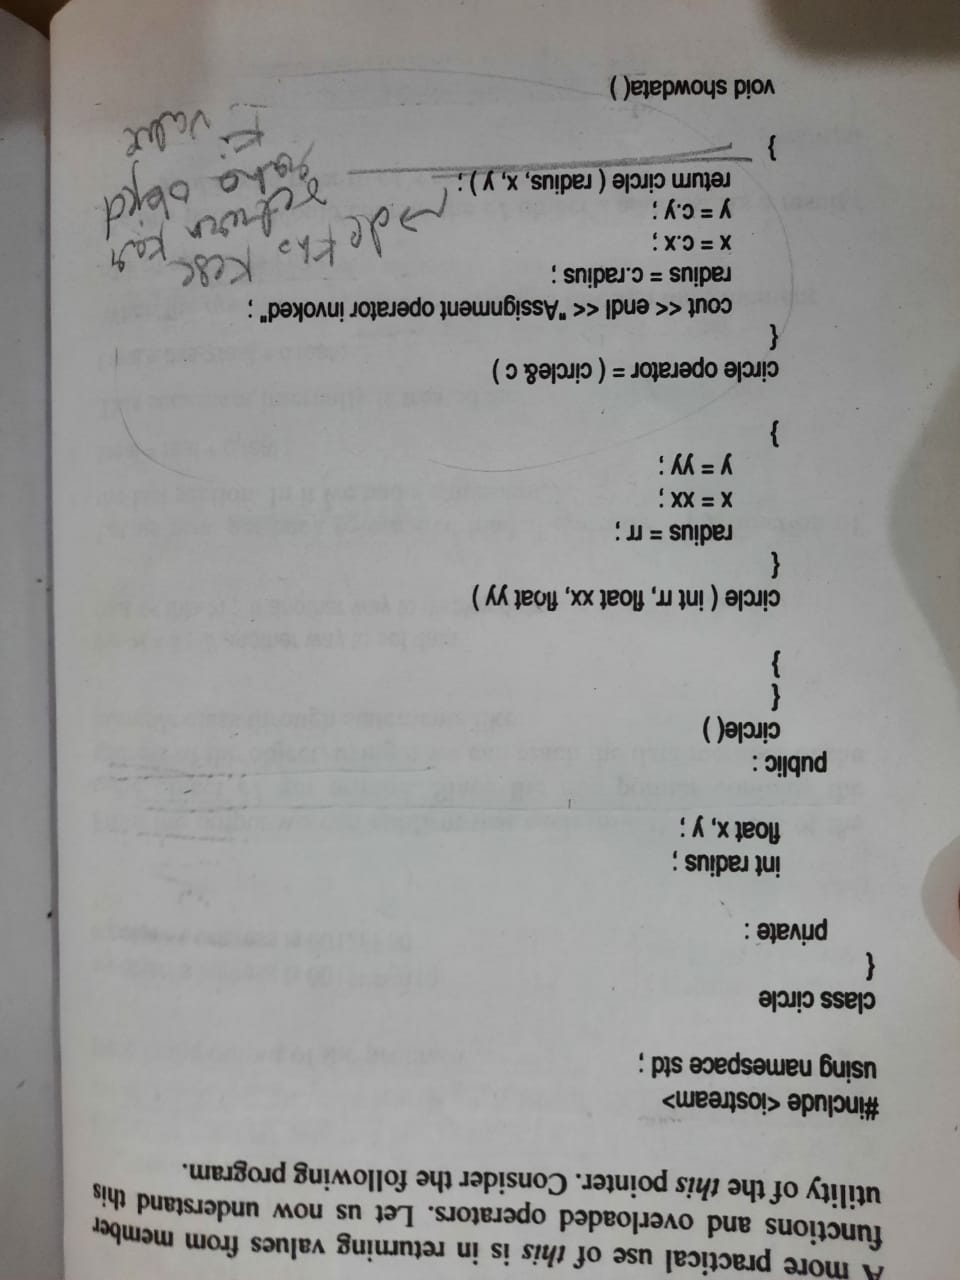 A more practical use of this is in returning values from member
functions and overloaded operators. Let us now understand this
utility of the this pointer. Consider the following program.
#include <iostream>
using namespace std ;
class circle
{
private :
int radius ;
float x, y ;
public :
circle( )
{
}
circle ( int rr, float xx, float yy )
{
radius = rr ;
x = xx ;
y = yy ;
}
circle operator = ( circle& c )
{
cout << endl << "Assignment operator invoked" ;
radius = c.radius ;
x = c.x ;
y = c.y ;
return circle ( radius, x, y ) ;
}
→ dekho kese
return kar
raha objct
ki value
void showdata( )